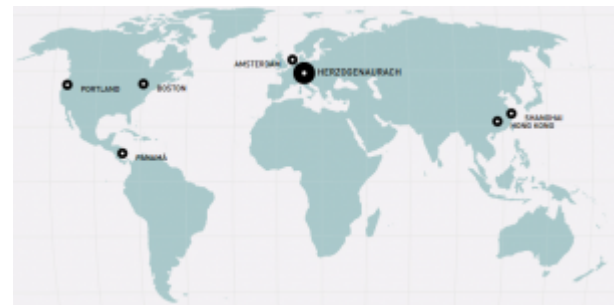 AMSTERDAM
HERZOGENAURACH
PORTLAND
BOSTON
SHANGHAI
HONG KONG
PANAMÁ